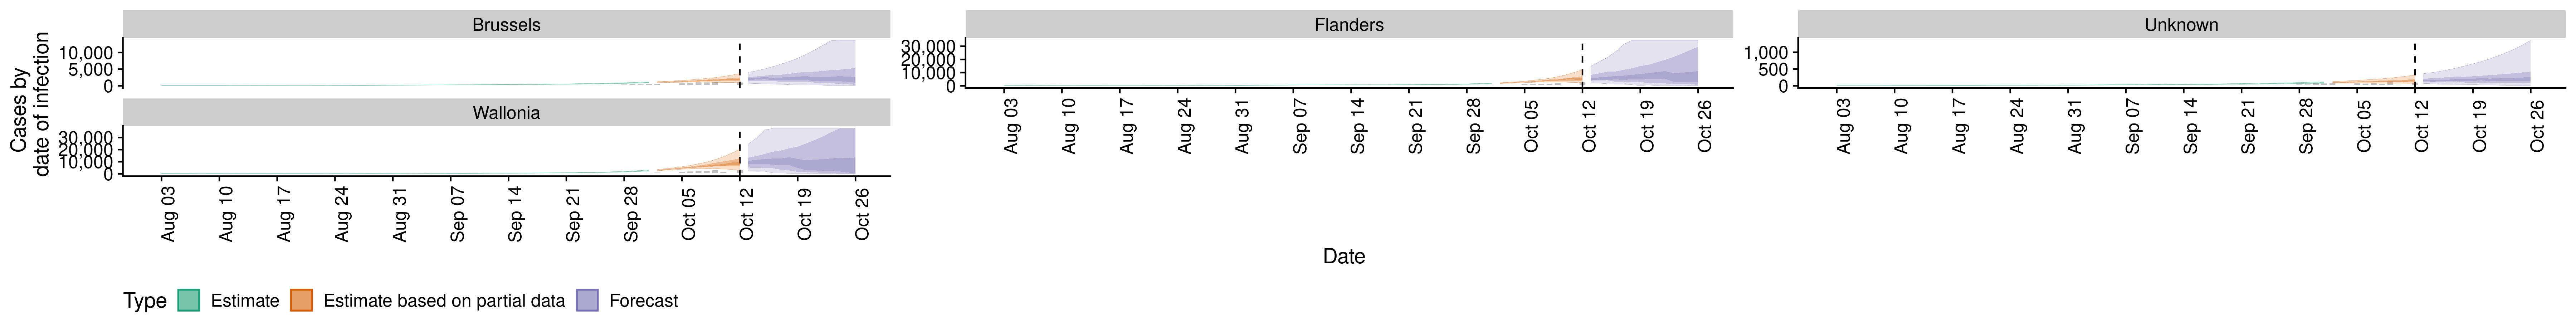 Brussels
Flanders
Unknown
Cases by
date of infection
10,000
5,000
0
30,000
20,000
10,000
0
1,000
500
0
Aug 03 Aug 10 Aug 17 Aug 24 Aug 31 Sep 07 Sep 14 Sep 21 Sep 28 Oct 05 Oct 12 Oct 19 Oct 26
Aug 03 Aug 10 Aug 17 Aug 24 Aug 31 Sep 07 Sep 14 Sep 21 Sep 28 Oct 05 Oct 12 Oct 19 Oct 26
Wallonia
30,000
20,000
10,000
0
Aug 03 Aug 10 Aug 17 Aug 24 Aug 31 Sep 07 Sep 14 Sep 21 Sep 28 Oct 05 Oct 12 Oct 19 Oct 26
Date
Type Estimate Estimate based on partial data Forecast